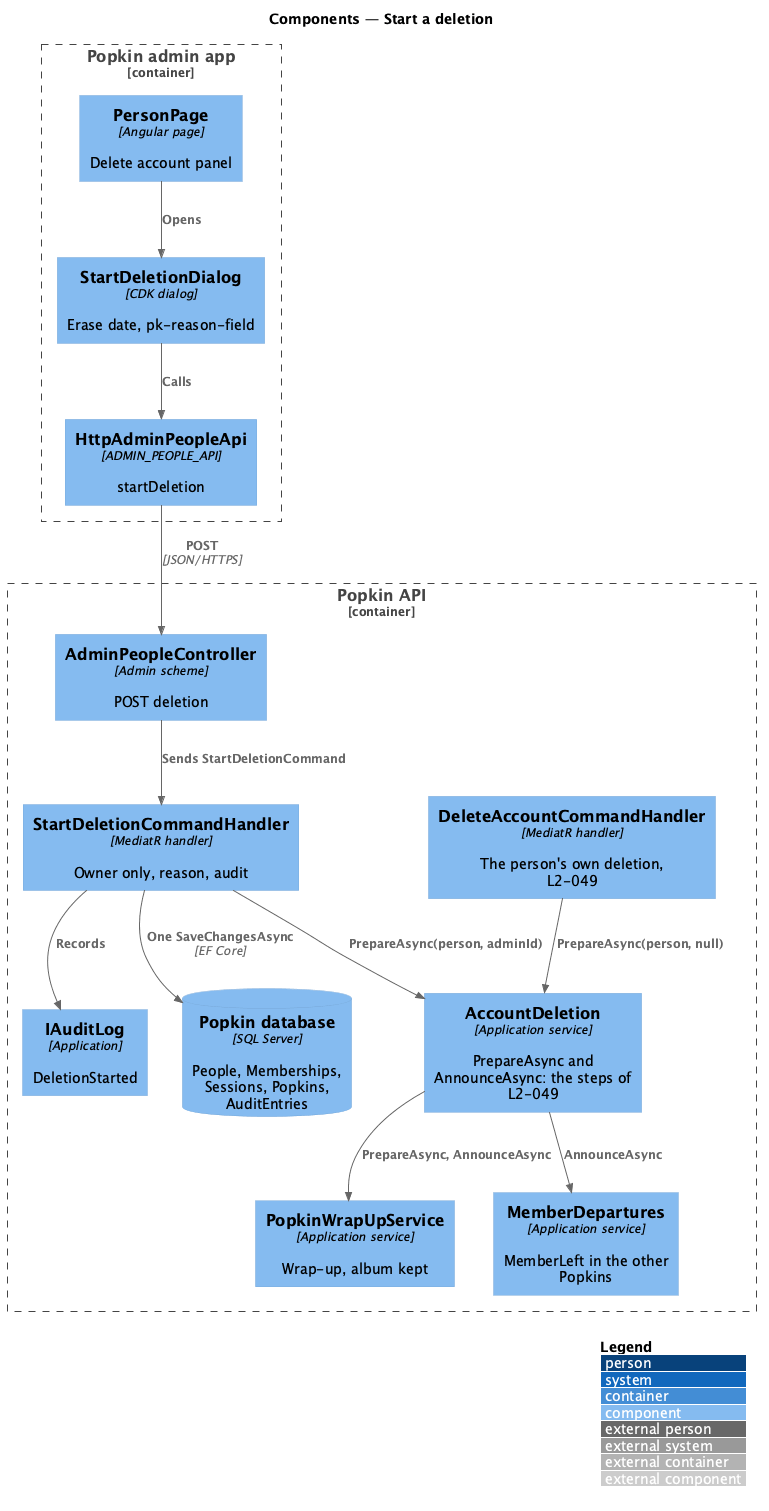 Components — Start a deletion
Popkin admin app
[container]
PersonPage
[Angular page]
Delete account panel
Opens
StartDeletionDialog
[CDK dialog]
Erase date, pk-reason-field
Calls
HttpAdminPeopleApi
[ADMIN_PEOPLE_API]
startDeletion
POST
[JSON/HTTPS]
Popkin API
[container]
AdminPeopleController
[Admin scheme]
POST deletion
Sends StartDeletionCommand
StartDeletionCommandHandler
[MediatR handler]
Owner only, reason, audit
DeleteAccountCommandHandler
[MediatR handler]
The person's own deletion,
L2-049
Records
One SaveChangesAsync
[EF Core]
PrepareAsync(person, adminId)
PrepareAsync(person, null)
IAuditLog
[Application]
DeletionStarted
Popkin database
[SQL Server]
People, Memberships,
Sessions, Popkins,
AuditEntries
AccountDeletion
[Application service]
PrepareAsync and
AnnounceAsync: the steps of
L2-049
PrepareAsync, AnnounceAsync
AnnounceAsync
PopkinWrapUpService
[Application service]
Wrap-up, album kept
MemberDepartures
[Application service]
MemberLeft in the other
Popkins
Legend
person
system
container
component
external person
external system
external container
external component